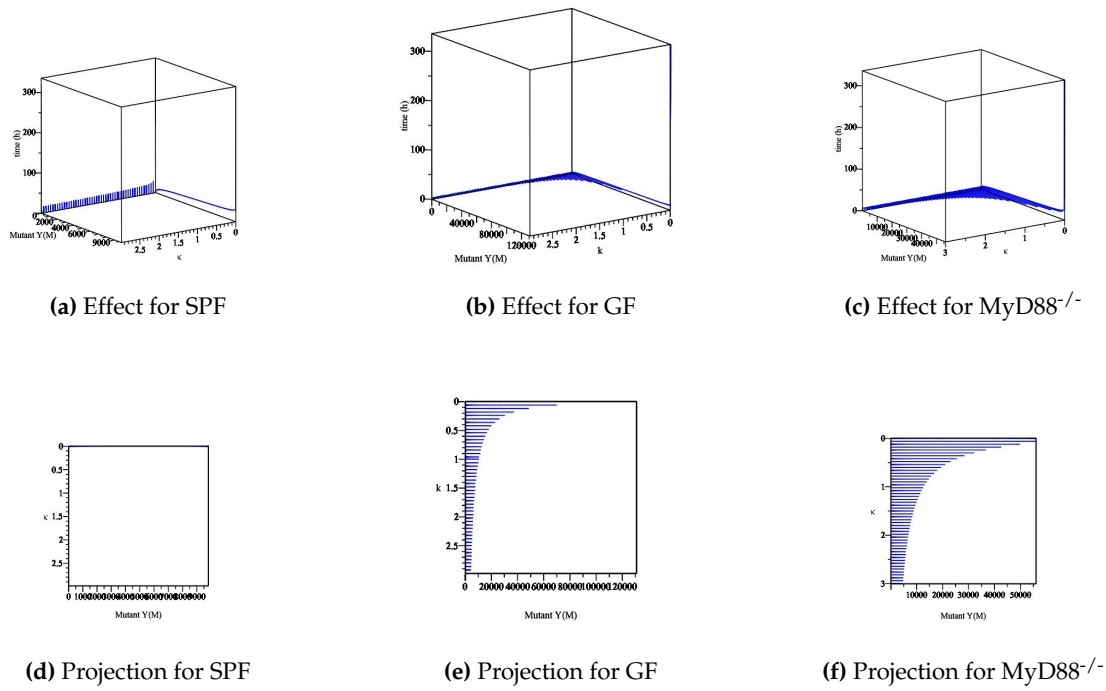 300
200
100
0
time (h)
2000
4000
6000
9000
Mutant Y(M)
2.5
2
1.5
1
0.5
0
κ
300
200
150
100
50
0
time (h)
0
40000
80000
120000
Mutant Y(M)
2.5
2
1.5
1
0.5
0
k
300
200
100
0
time (h)
10000
20000
30000
40000
Mutant Y(M)
3
2
1
0
κ
(a) Effect for SPF
(b) Effect for GF
(c) Effect for MyD88-/-
0
0.5
1
κ 1.5
2
2.5
0
Mutant Y(M)
0
0.5
1
k 1.5
2
2.5
0 20000 40000 60000 80000 120000
Mutant Y(M)
0
1
κ
2
3
10000 20000 30000 40000 50000
Mutant Y(M)
(d) Projection for SPF
(e) Projection for GF
(f) Projection for MyD88-/-